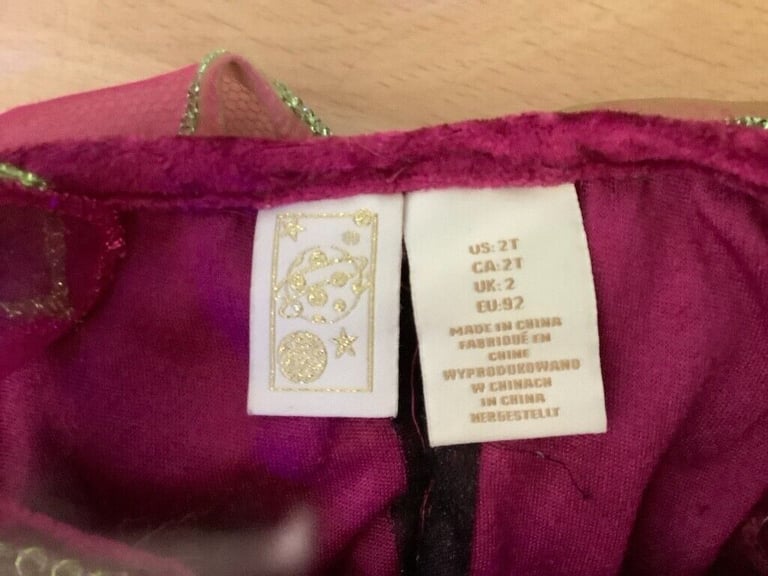 US: 2T
CA: 2T
UK: 2
EU: 92
MADE IN CHINA
FABRIQUÉ EN
CHINE
WYPRODUKOWANO
W CHINACH
IN CHINA
HERGESTELLT